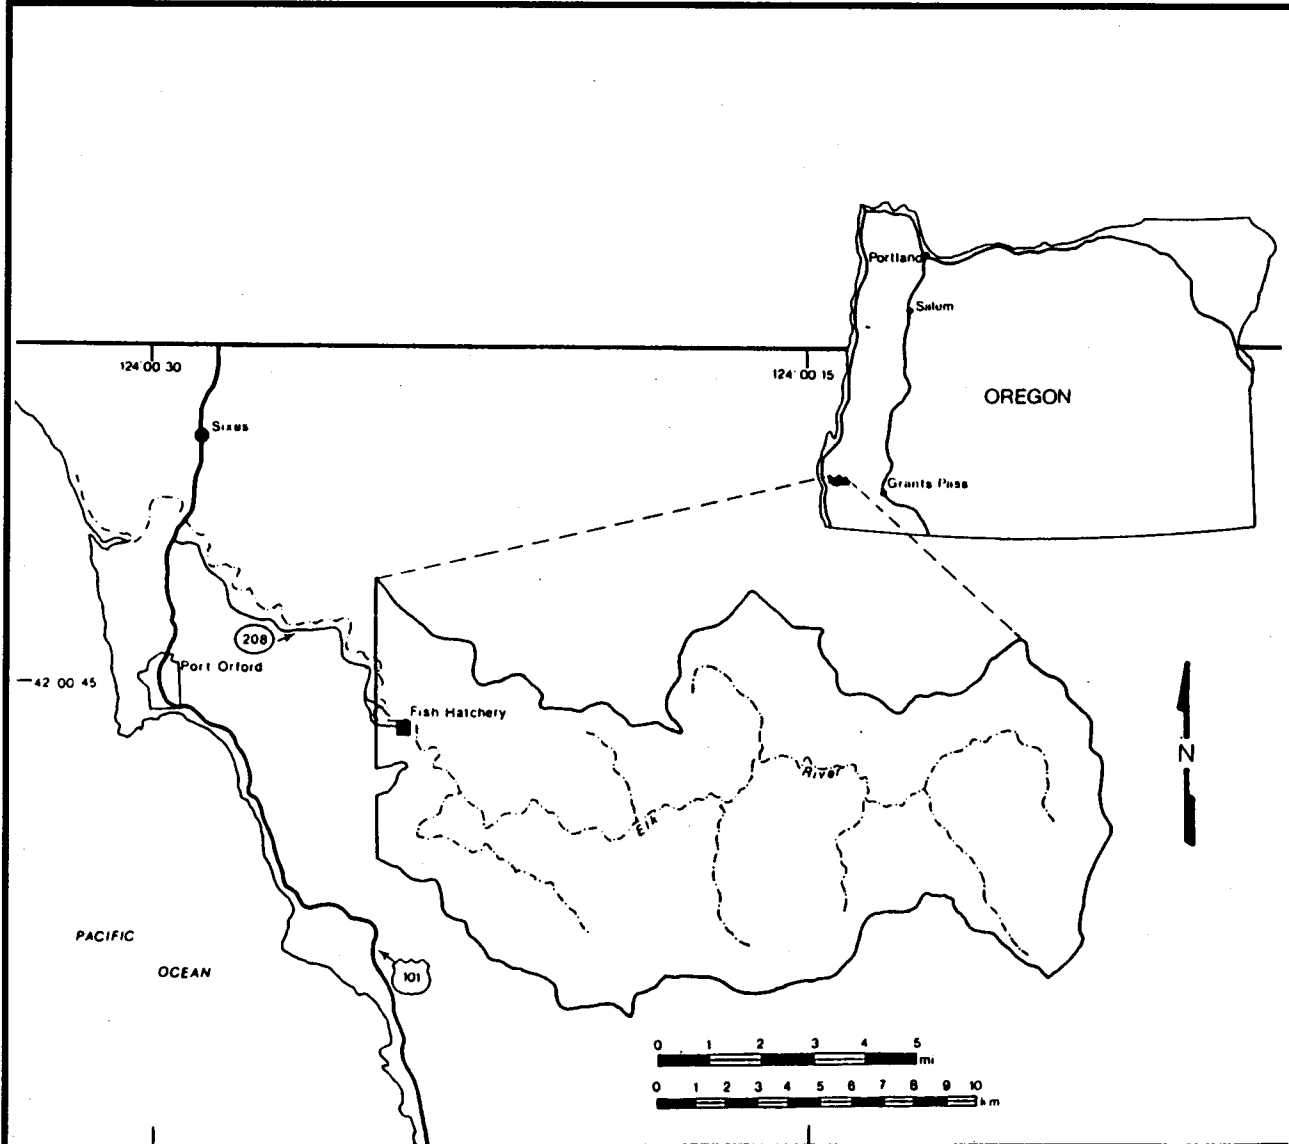 Portland
Salum
124°00 30
124°00 15
OREGON
Sixes
Grants Pass
208
Port Orford
42 00 45
Fish Hatchery
River
N
Elk
PACIFIC
OCEAN
101
0 1 2 3 4 5
mi
0 1 2 3 4 5 6 7 8 9 10
km